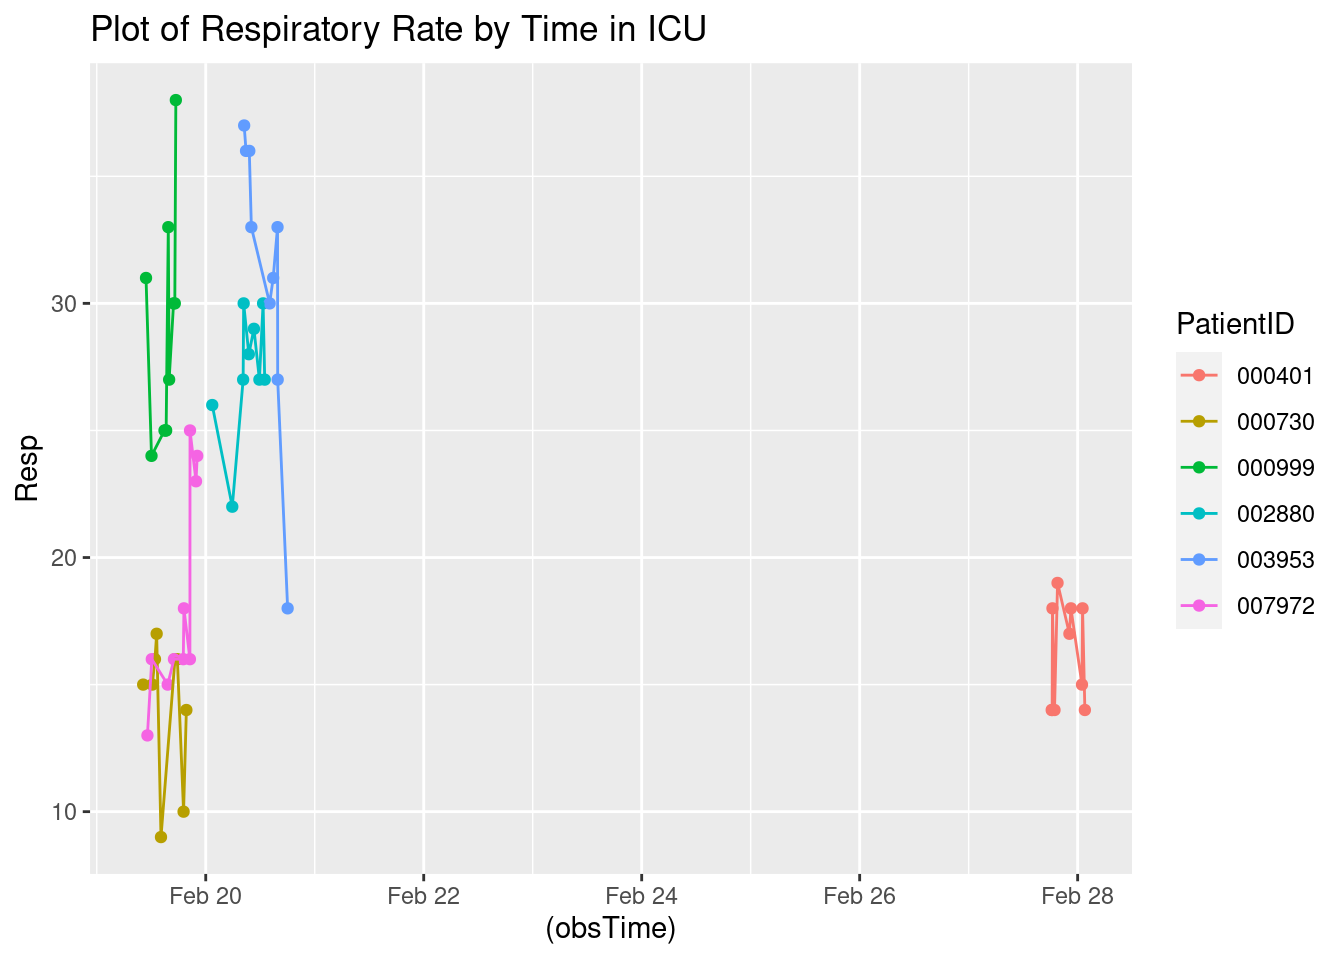 Plot of Respiratory Rate by Time in ICU
Resp
30
20
10
Feb 20 Feb 22 Feb 24 Feb 26 Feb 28
(obsTime)
PatientID
000401
000730
000999
002880
003953
007972